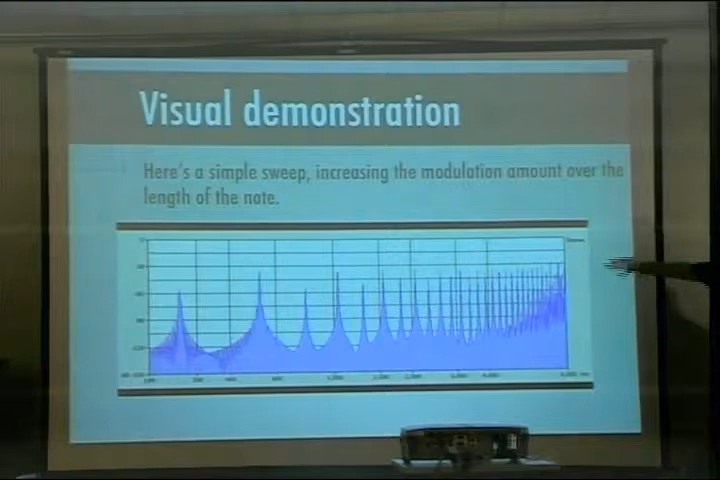 Visual demonstration
Here's a simple sweep, increasing the modulation amount over the
length of the note.